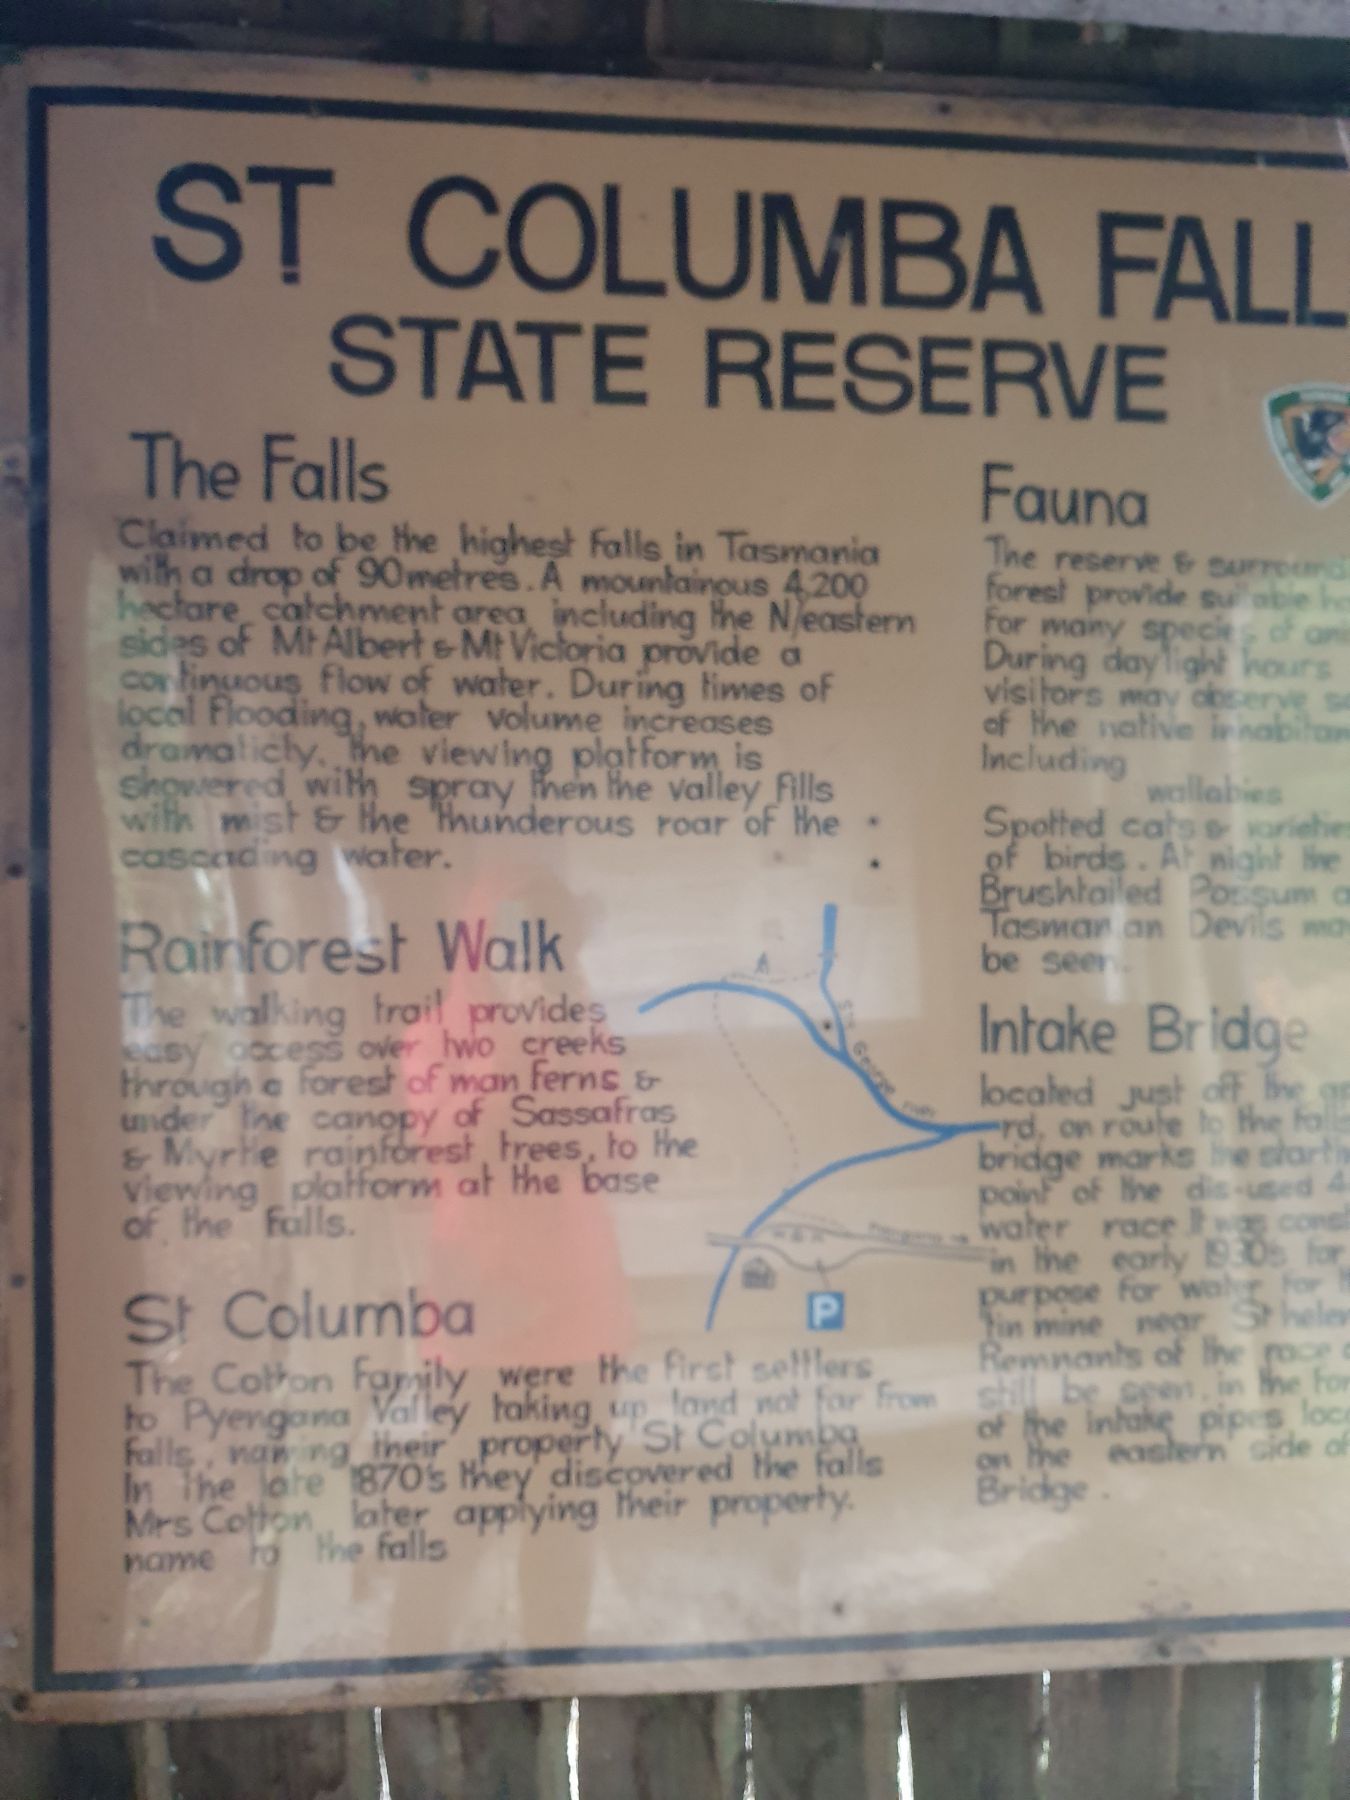 ST COLUMBA FALL
STATE RESERVE
The Falls
Claimed to be the highest Falls in Tasmania
with a drop of 90metres. A mountainous 4,200
hectare catchment area including the N/eastern
sides of Mt Albert & Mt Victoria provide a
continuous flow of water. During times of
local flooding, water volume increases
dramaticly. the viewing platform is
showered with spray then the valley fills
with mist & the thunderous roar of the
cascading water.
Rainforest Walk
The walking trail provides
easy access over two creeks
through a forest of man ferns &
under the canopy of Sassafras
& Myrtle rainforest trees, to the
viewing platform at the base
of the Falls.
St Columba
The Cotton Family were the first settlers
to Pyengana Valley taking up land not far from
falls, naming their property St Columba
In the late 1870's they discovered the falls
Mrs Cotton later applying their property.
name to the falls
A
George
P
Fauna
The reserve &
forest provide suitable
For many species of
During daylight hours
visitors may observe
of the native
Including
wallabies
Spotted cats &
of birds. At night the
Brushtailed Possum
Tasmanian Devils
be seen.
Intake Bridge
located just off the
rd, on route to the
bridge marks the
point of the dis-used
water race It was
in the early 1930s for
purpose for water for
Tin mine near St
Remnants of the race
still be seen, in the
of the intake pipes
on the eastern side of
Bridge.